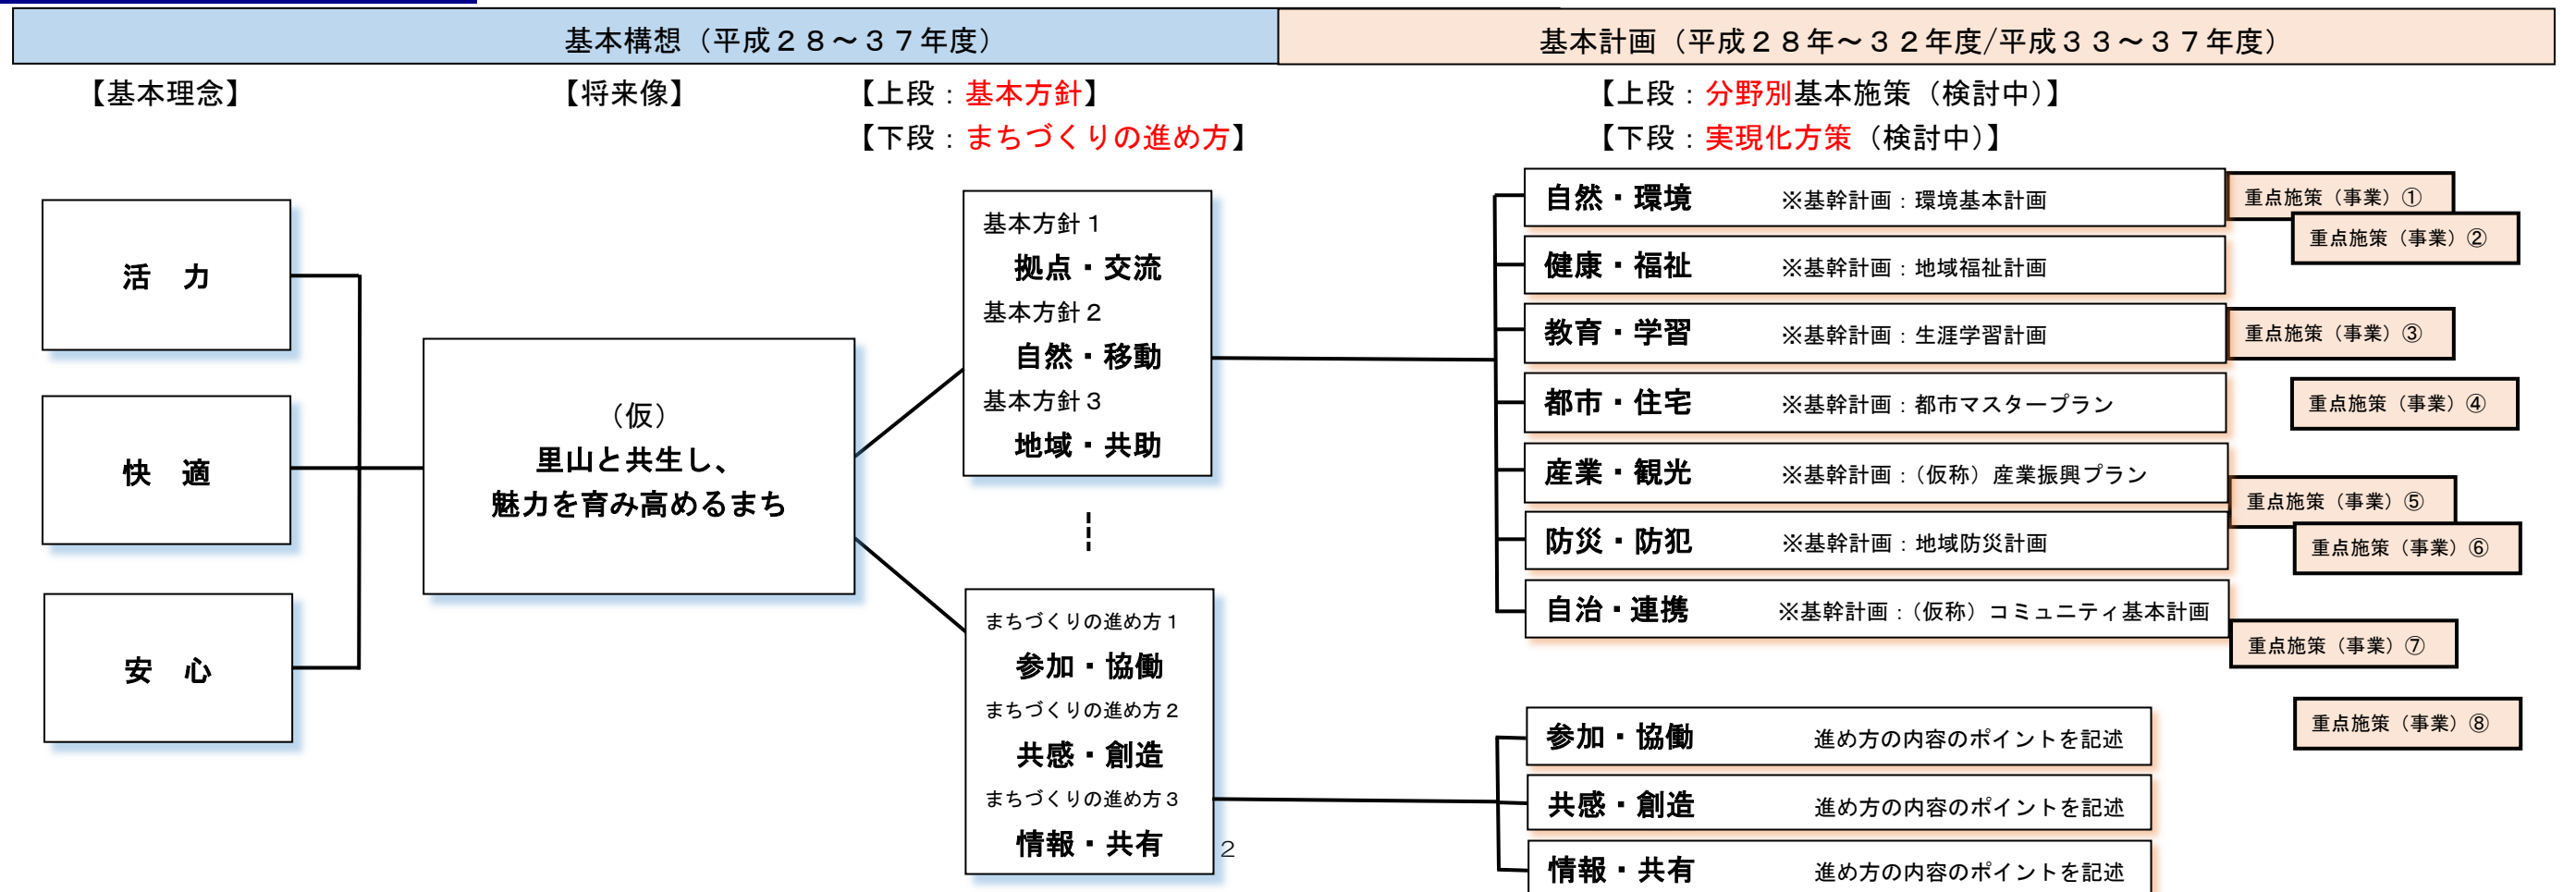 基本構想（平成２８～３７年度）
基本計画（平成２８年～３２年度/平成３３～３７年度）
【基本理念】
【将来像】
【上段：基本方針】
【下段：まちづくりの進め方】
【上段：分野別基本施策（検討中）】
【下段：実現化方策（検討中）】
活　力
快　適
安　心
（仮）
里山と共生し、
魅力を育み高めるまち
基本方針１
拠点・交流
基本方針２
自然・移動
基本方針３
地域・共助
まちづくりの進め方１
参加・協働
まちづくりの進め方２
共感・創造
まちづくりの進め方３
情報・共有
自然・環境　※基幹計画：環境基本計画
健康・福祉　※基幹計画：地域福祉計画
教育・学習　※基幹計画：生涯学習計画
都市・住宅　※基幹計画：都市マスタープラン
産業・観光　※基幹計画：（仮称）産業振興プラン
防災・防犯　※基幹計画：地域防災計画
自治・連携　※基幹計画：（仮称）コミュニティ基本計画
重点施策（事業）①
重点施策（事業）②
重点施策（事業）③
重点施策（事業）④
重点施策（事業）⑤
重点施策（事業）⑥
重点施策（事業）⑦
重点施策（事業）⑧
参加・協働　進め方の内容のポイントを記述
共感・創造　進め方の内容のポイントを記述
情報・共有　進め方の内容のポイントを記述
2